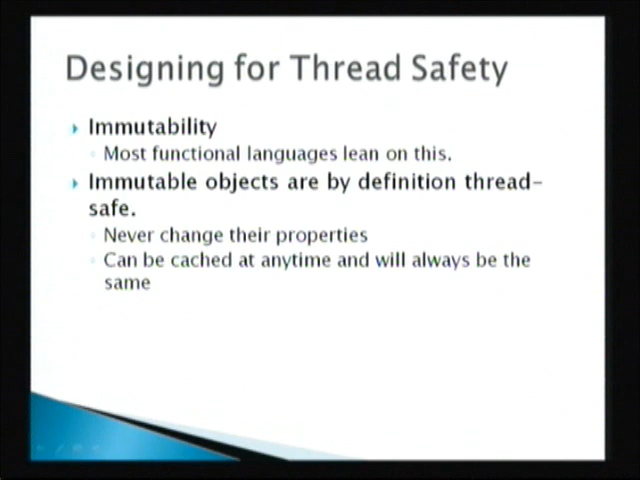 Designing for Thread Safety
Immutability
Most functional languages lean on this.
Immutable objects are by definition thread-
safe.
Never change their properties
Can be cached at anytime and will always be the
same